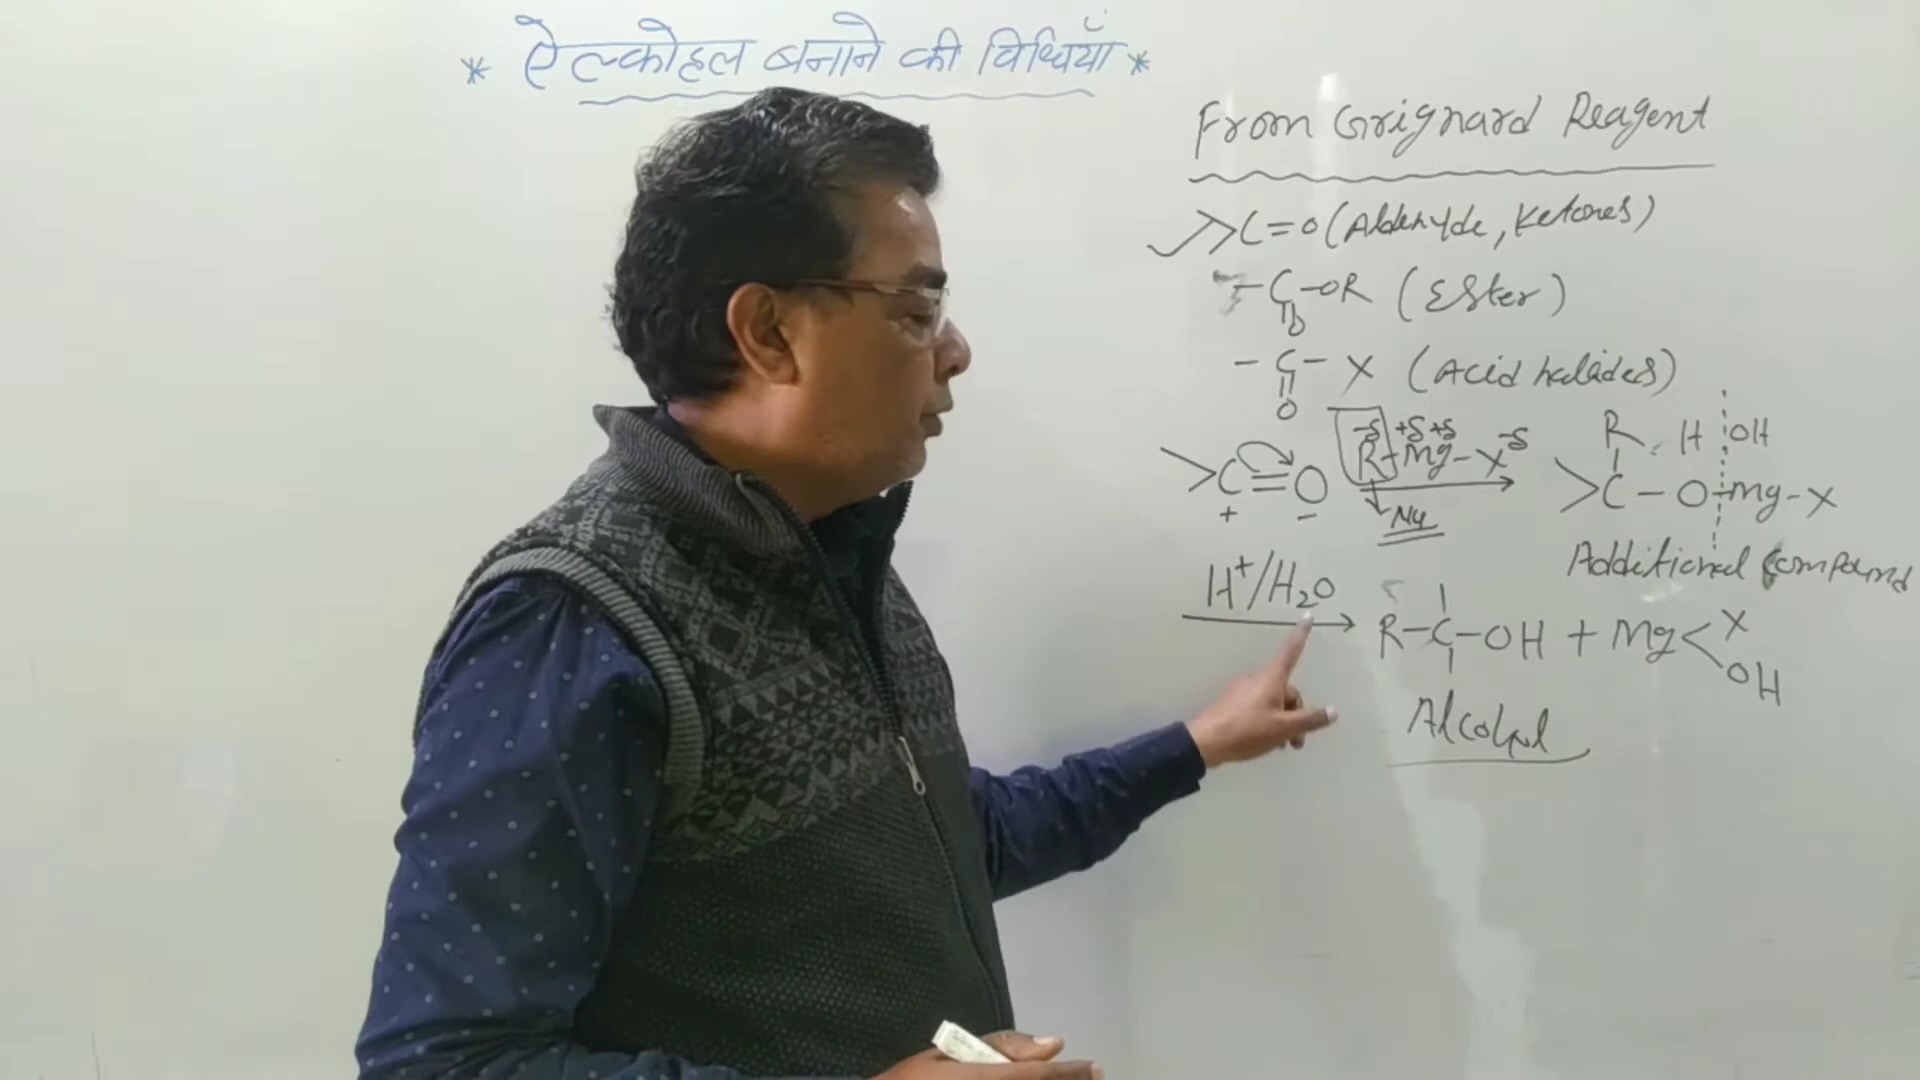 * ऐल्कोहल बनाने की विधियाँ *
From Grignard Reagent
>C=O (Aldehyde, Ketones)
-C-OR (Ester)
O
-C-X (Acid halides)
O
-δ +δ +δ -δ
R-Mg-X
R H OH
>C=O
+ -
Nu
>C-O-Mg-X
Additional Compound
H⁺/H₂O
R-C-OH + Mg<X
OH
Alcohol